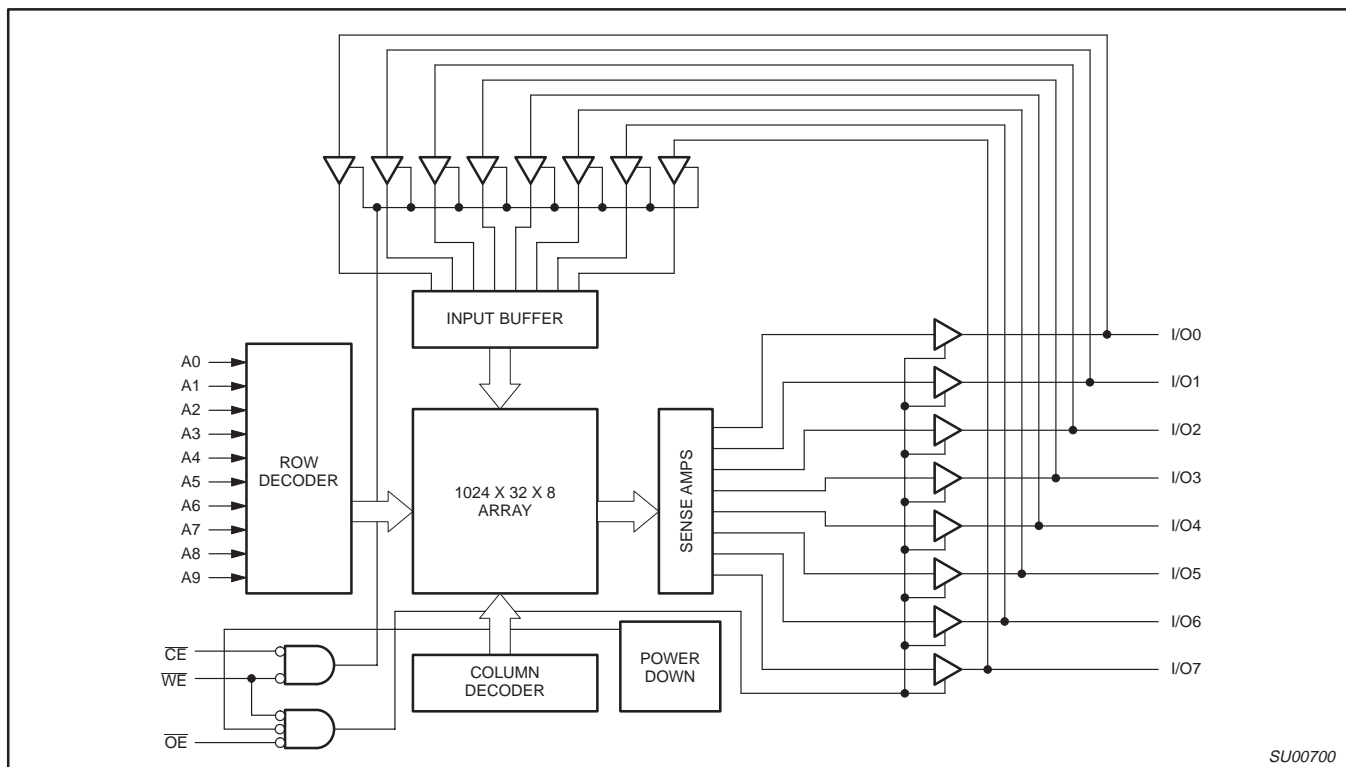 INPUT BUFFER
A0
A1
A2
A3
A4
A5
A6
A7
A8
A9
ROW
DECODER
1024 X 32 X 8
ARRAY
SENSE AMPS
I/O0
I/O1
I/O2
I/O3
I/O4
I/O5
I/O6
I/O7
CE
WE
OE
COLUMN
DECODER
POWER
DOWN
SU00700